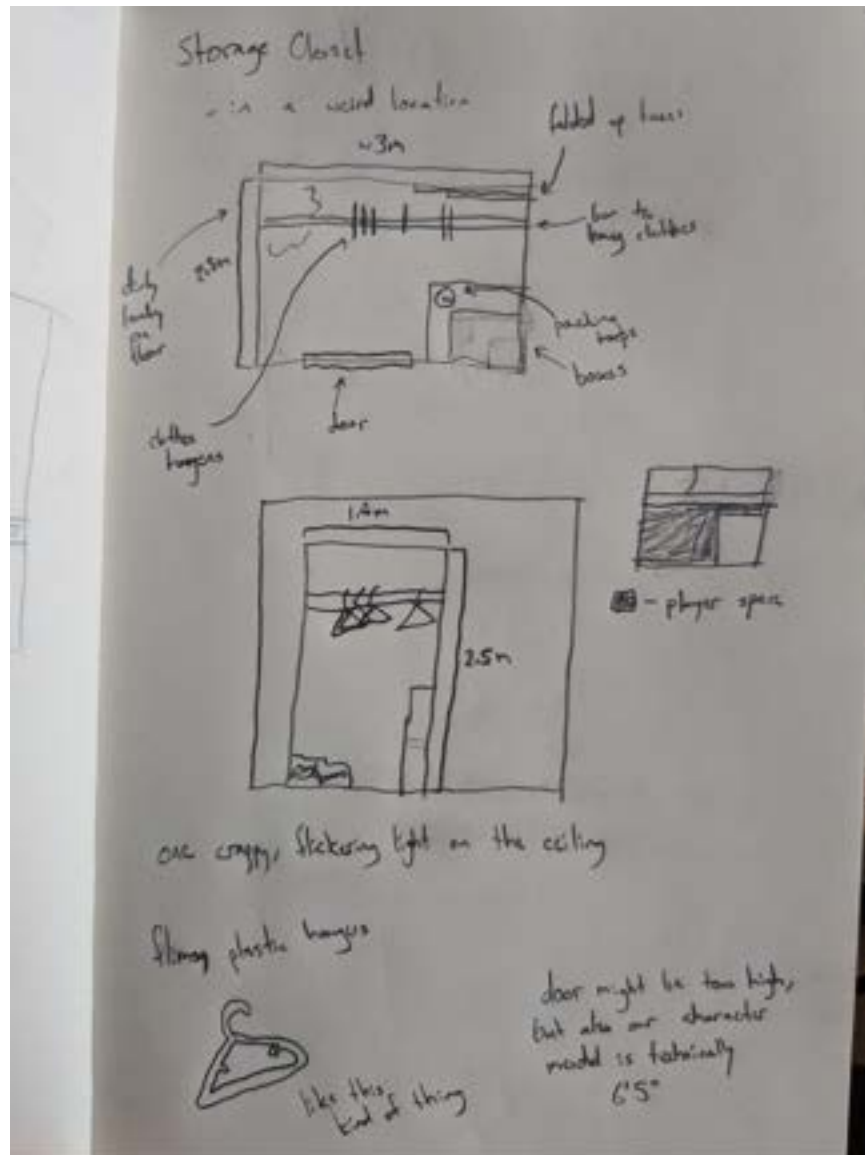 Storage Closet
- in a weird location
~3m
folded up
bar to
hang clothes
2.5m
dirty
laundry
on
floor
packing
boxes
clothes
hangers
door
1.4m
2.5m
- player space
one crappy, flickering light on the ceiling
flimsy plastic hangers
like this
kind of thing
door might be too high,
but also our character
model is technically
6'5"